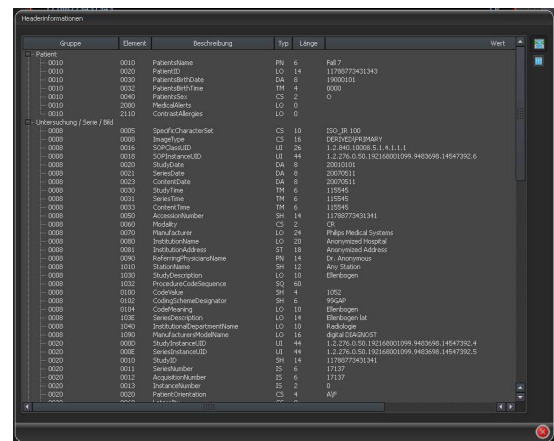 Headerinformationen
Gruppe Element Beschreibung Typ Länge Wert
Patient
0010 0010 PatientsName PN 6 Fall 7
0010 0020 PatientID LO 14 11788773431343
0010 0030 PatientsBirthDate DA 8 19000101
0010 0032 PatientsBirthTime TM 4 0000
0010 0040 PatientsSex CS 2 O
0010 2000 MedicalAlerts LO 0
0010 2110 ContrastAllergies LO 0
Untersuchung / Serie / Bild
0008 0005 SpecificCharacterSet CS 10 ISO_IR 100
0008 0008 ImageType CS 16 DERIVED\PRIMARY
0008 0016 SOPClassUID UI 26 1.2.840.10008.5.1.4.1.1.1
0008 0018 SOPInstanceUID UI 44 1.2.276.0.50.192168001099.9483698.14547392.6
0008 0020 StudyDate DA 8 20010101
0008 0021 SeriesDate DA 8 20070511
0008 0023 ContentDate DA 8 20070511
0008 0030 StudyTime TM 6 115545
0008 0031 SeriesTime TM 6 115545
0008 0033 ContentTime TM 6 115545
0008 0050 AccessionNumber SH 14 11788773431341
0008 0060 Modality CS 2 CR
0008 0070 Manufacturer LO 24 Philips Medical Systems
0008 0080 InstitutionName LO 20 Anonymized Hospital
0008 0081 InstitutionAddress ST 18 Anonymized Address
0008 0090 ReferringPhysiciansName PN 14 Dr. Anonymous
0008 1010 StationName SH 12 Any Station
0008 1030 StudyDescription LO 10 Ellenbogen
0008 1032 ProcedureCodeSequence SQ 60
0008 0100 CodeValue SH 4 1052
0008 0102 CodingSchemeDesignator SH 6 99GAP
0008 0104 CodeMeaning LO 10 Ellenbogen
0008 103E SeriesDescription LO 14 Ellenbogen lat
0008 1040 InstitutionalDepartmentName LO 10 Radiologie
0008 1090 ManufacturersModelName LO 16 digital DIAGNOST
0020 000D StudyInstanceUID UI 44 1.2.276.0.50.192168001099.9483698.14547392.4
0020 000E SeriesInstanceUID UI 44 1.2.276.0.50.192168001099.9483698.14547392.5
0020 0010 StudyID SH 14 11788773431341
0020 0011 SeriesNumber IS 6 17137
0020 0012 AcquisitionNumber IS 6 17137
0020 0013 InstanceNumber IS 2 0
0020 0020 PatientOrientation CS 4 A\F